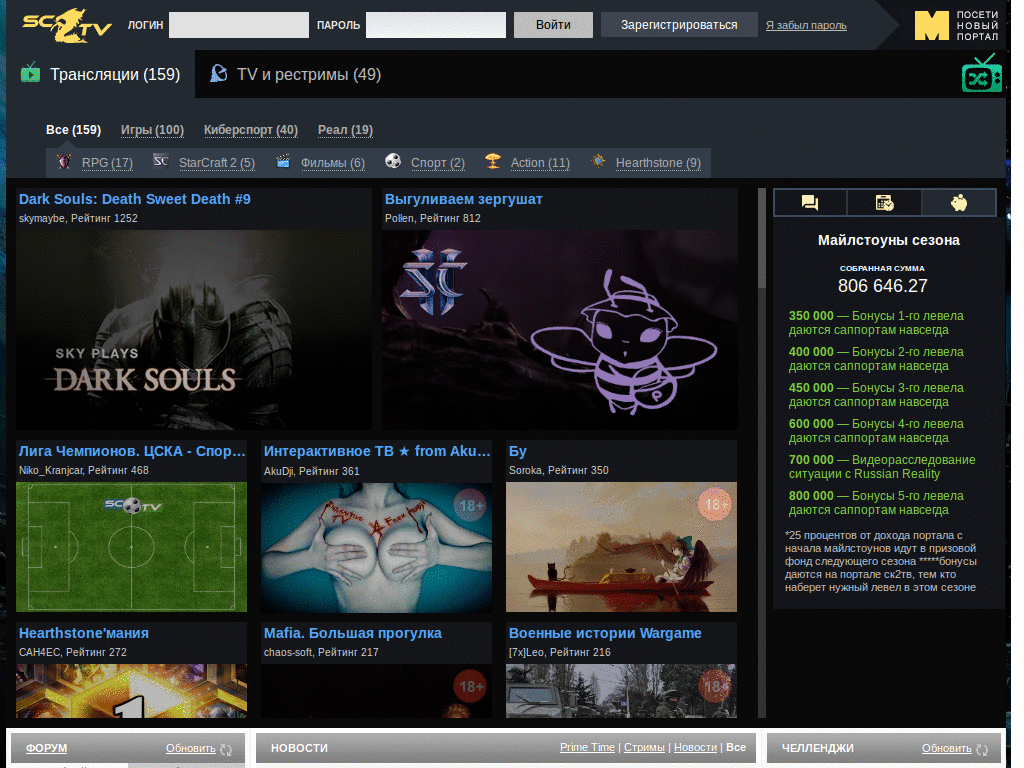 SC2TV
ЛОГИН
ПАРОЛЬ
Войти
Зарегистрироваться
Я забыл пароль
ПОСЕТИ
НОВЫЙ
ПОРТАЛ
Трансляции (159)
TV и рестримы (49)
Все (159)
Игры (100)
Киберспорт (40)
Реал (19)
RPG (17)
StarCraft 2 (5)
Фильмы (6)
Спорт (2)
Action (11)
Hearthstone (9)
Dark Souls: Death Sweet Death #9
skymaybe, Рейтинг 1252
SKY PLAYS
DARK SOULS
Выгуливаем зергушат
Pollen, Рейтинг 812
Лига Чемпионов. ЦСКА - Спор...
Niko_Kranjcar, Рейтинг 468
SC TV
Интерактивное ТВ ★ from Aku...
AkuDji, Рейтинг 361
18+
Бу
Soroka, Рейтинг 350
18+
Hearthstone'мания
CAH4EC, Рейтинг 272
1
Mafia. Большая прогулка
chaos-soft, Рейтинг 217
18+
Военные истории Wargame
[7x]Leo, Рейтинг 216
18+
Майлстоуны сезона
СОБРАННАЯ СУММА
806 646.27
350 000 — Бонусы 1-го левела
даются саппортам навсегда
400 000 — Бонусы 2-го левела
даются саппортам навсегда
450 000 — Бонусы 3-го левела
даются саппортам навсегда
600 000 — Бонусы 4-го левела
даются саппортам навсегда
700 000 — Видеорасследование
ситуации с Russian Reality
800 000 — Бонусы 5-го левела
даются саппортам навсегда
*25 процентов от дохода портала с
начала майлстоунов идут в призовой
фонд следующего сезона *****бонусы
даются на портале ск2тв, тем кто
наберет нужный левел в этом сезоне
ФОРУМ
Обновить
НОВОСТИ
Prime Time | Стримы | Новости | Все
ЧЕЛЛЕНДЖИ
Обновить